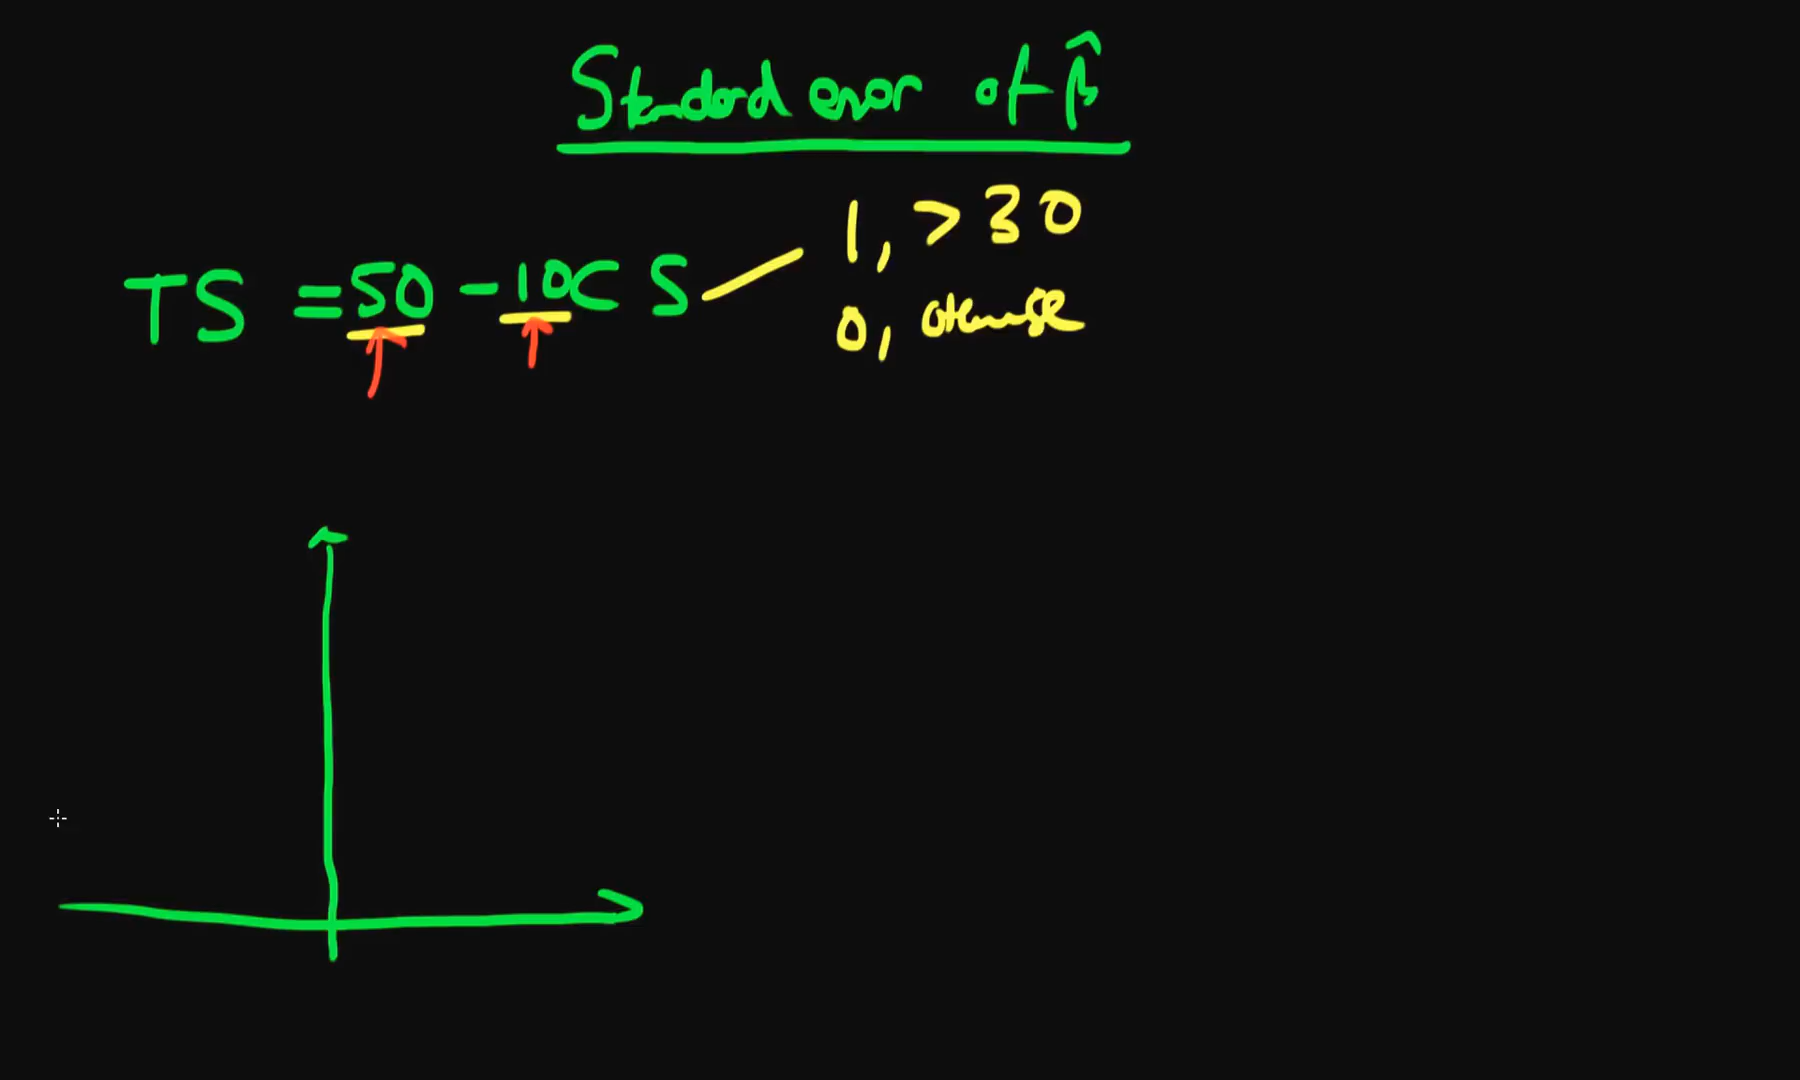 Standard error of β̂
1, >30
TS = 50 - 10CS
0, otherwise